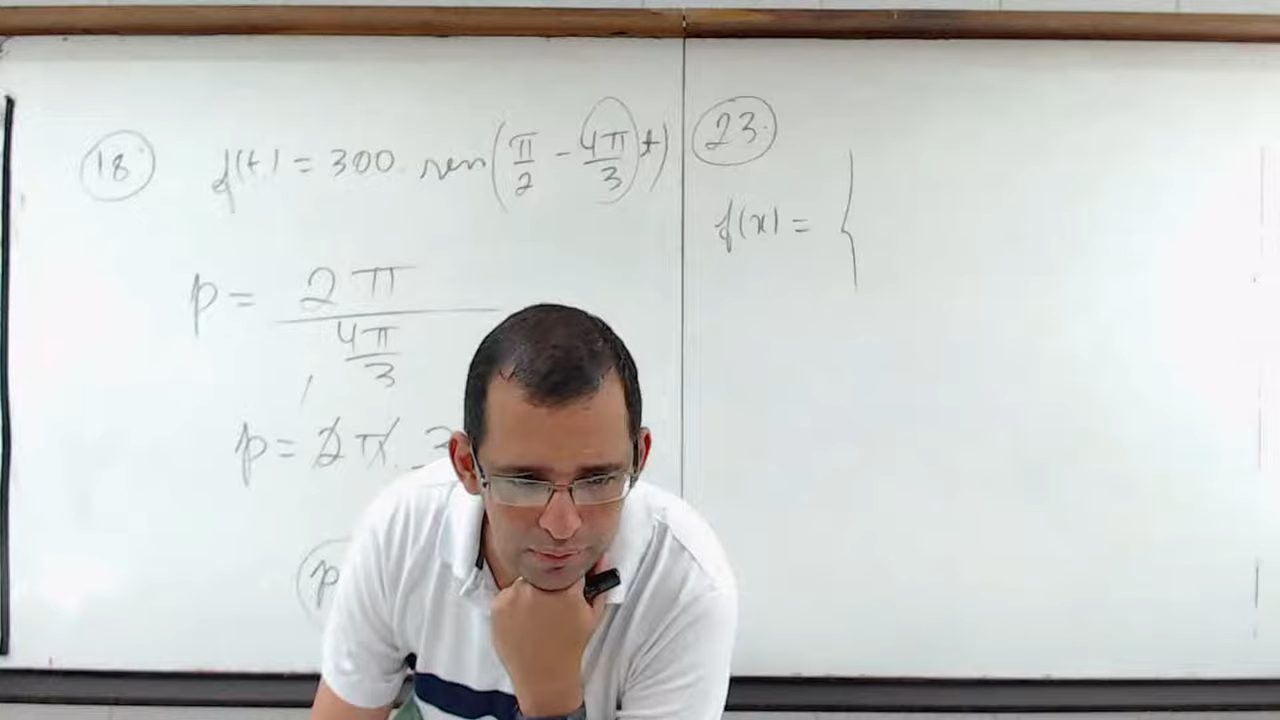 18 f(t) = 300. sen(π/2 - 4π/3 t)
p = 2π / (4π/3)
p = 2π. 3
p
23.
f(x) = {